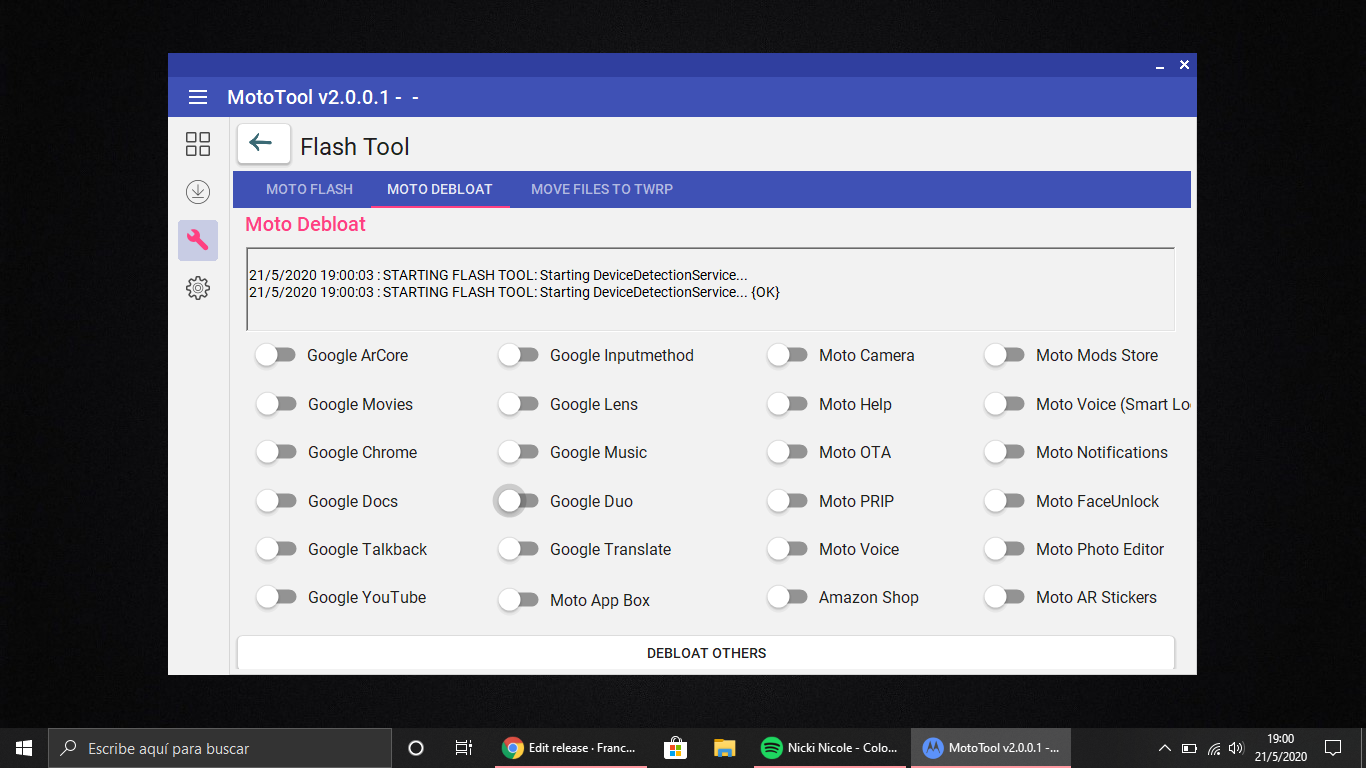 MotoTool v2.0.0.1 -  -
Flash Tool
MOTO FLASH MOTO DEBLOAT MOVE FILES TO TWRP
Moto Debloat
21/5/2020 19:00:03 : STARTING FLASH TOOL: Starting DeviceDetectionService...
21/5/2020 19:00:03 : STARTING FLASH TOOL: Starting DeviceDetectionService... {OK}
Google ArCore Google Inputmethod Moto Camera Moto Mods Store
Google Movies Google Lens Moto Help Moto Voice (Smart Lo
Google Chrome Google Music Moto OTA Moto Notifications
Google Docs Google Duo Moto PRIP Moto FaceUnlock
Google Talkback Google Translate Moto Voice Moto Photo Editor
Google YouTube Moto App Box Amazon Shop Moto AR Stickers
DEBLOAT OTHERS
Escribe aquí para buscar Edit release · Franc... Nicki Nicole - Colo... MotoTool v2.0.0.1 -... 19:00
21/5/2020